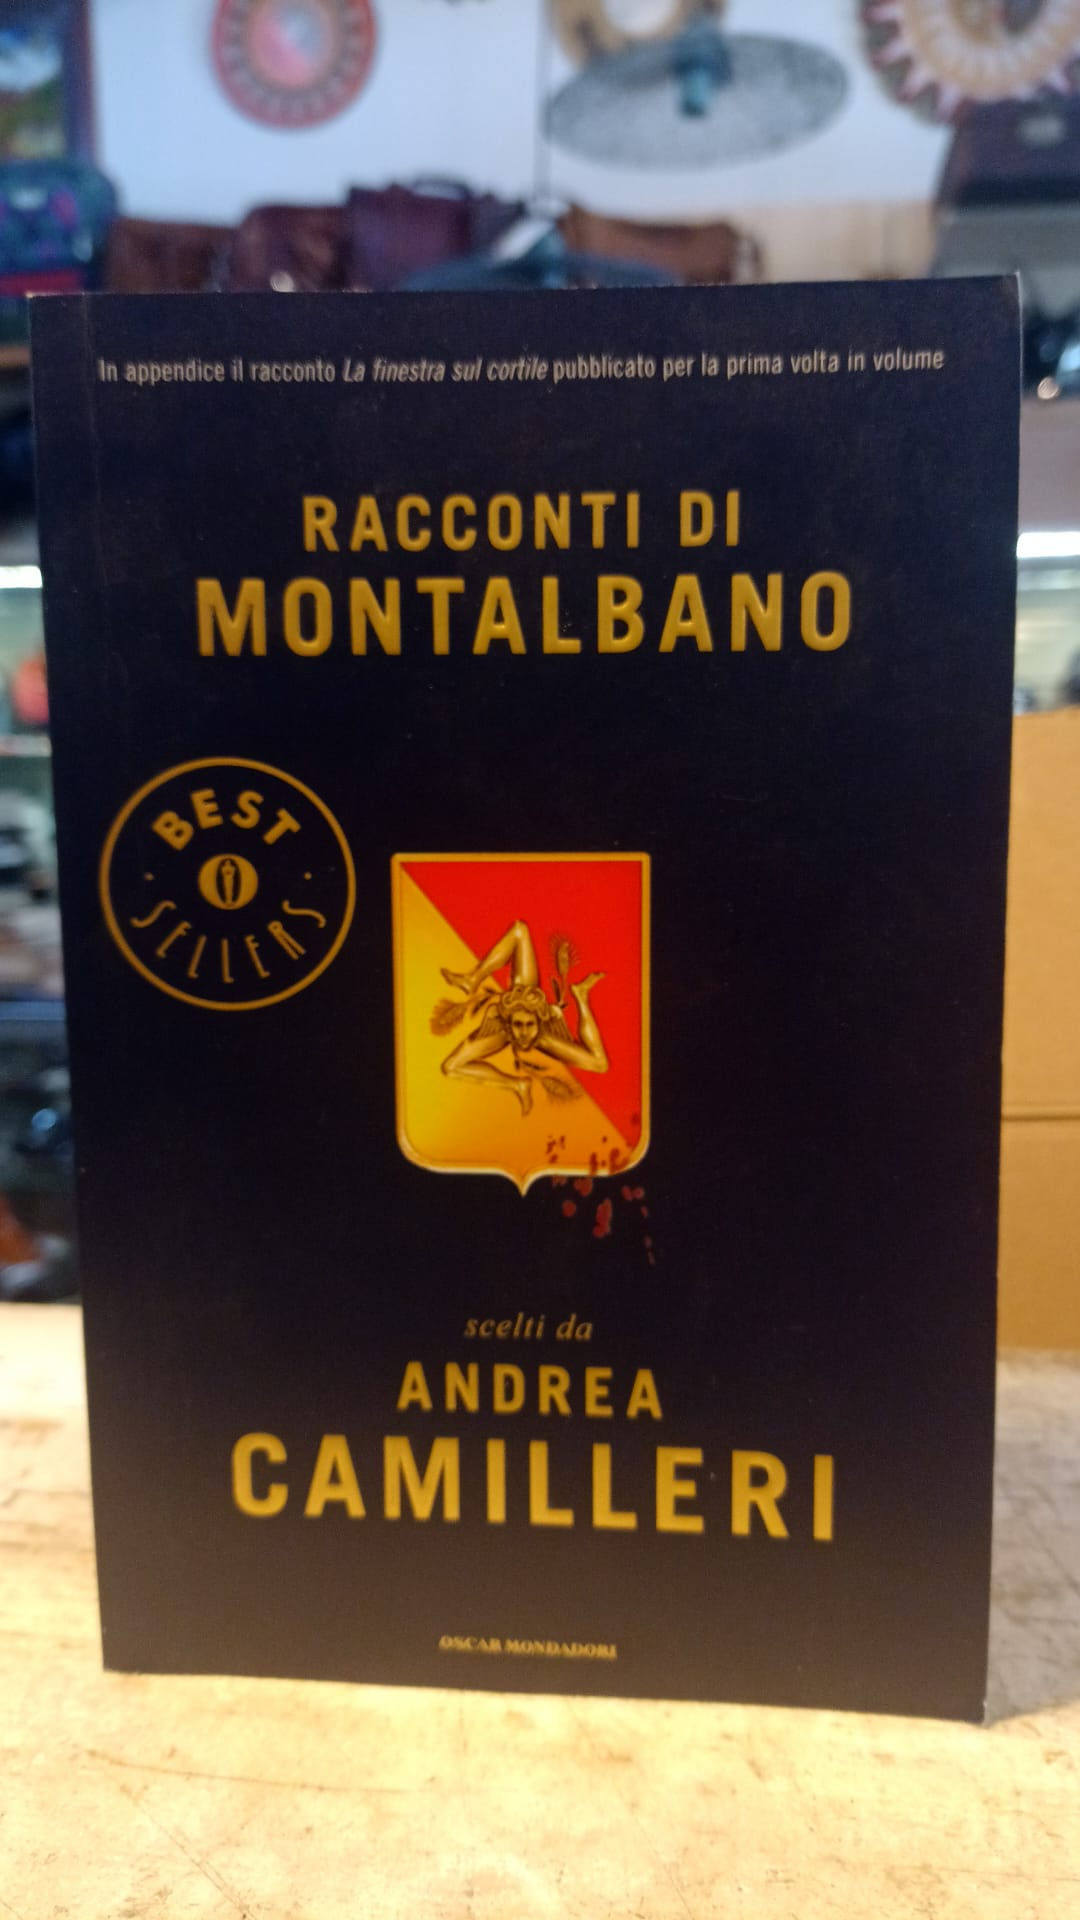 In appendice il racconto La finestra sul cortile pubblicato per la prima volta in volume
RACCONTI DI
MONTALBANO
BEST
SELLERS
scelti da
ANDREA
CAMILLERI
OSCAR MONDADORI